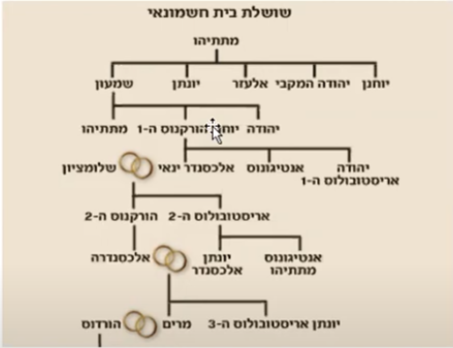 שושלת בית חשמונאי
מתתיהו
יוחנן יהודה המקבי אלעזר יונתן שמעון
יהודה יוחנן הורקנוס ה-1 מתתיהו
יהודה אנטיגונוס אלכסנדר ינאי שלומציון
אריסטובולוס ה-1
אריסטובולוס ה-2 הורקנוס ה-2
אנטיגונוס יונתן אלכסנדרה
מתתיהו אלכסנדר
יונתן אריסטובולוס ה-3 מרים הורדוס